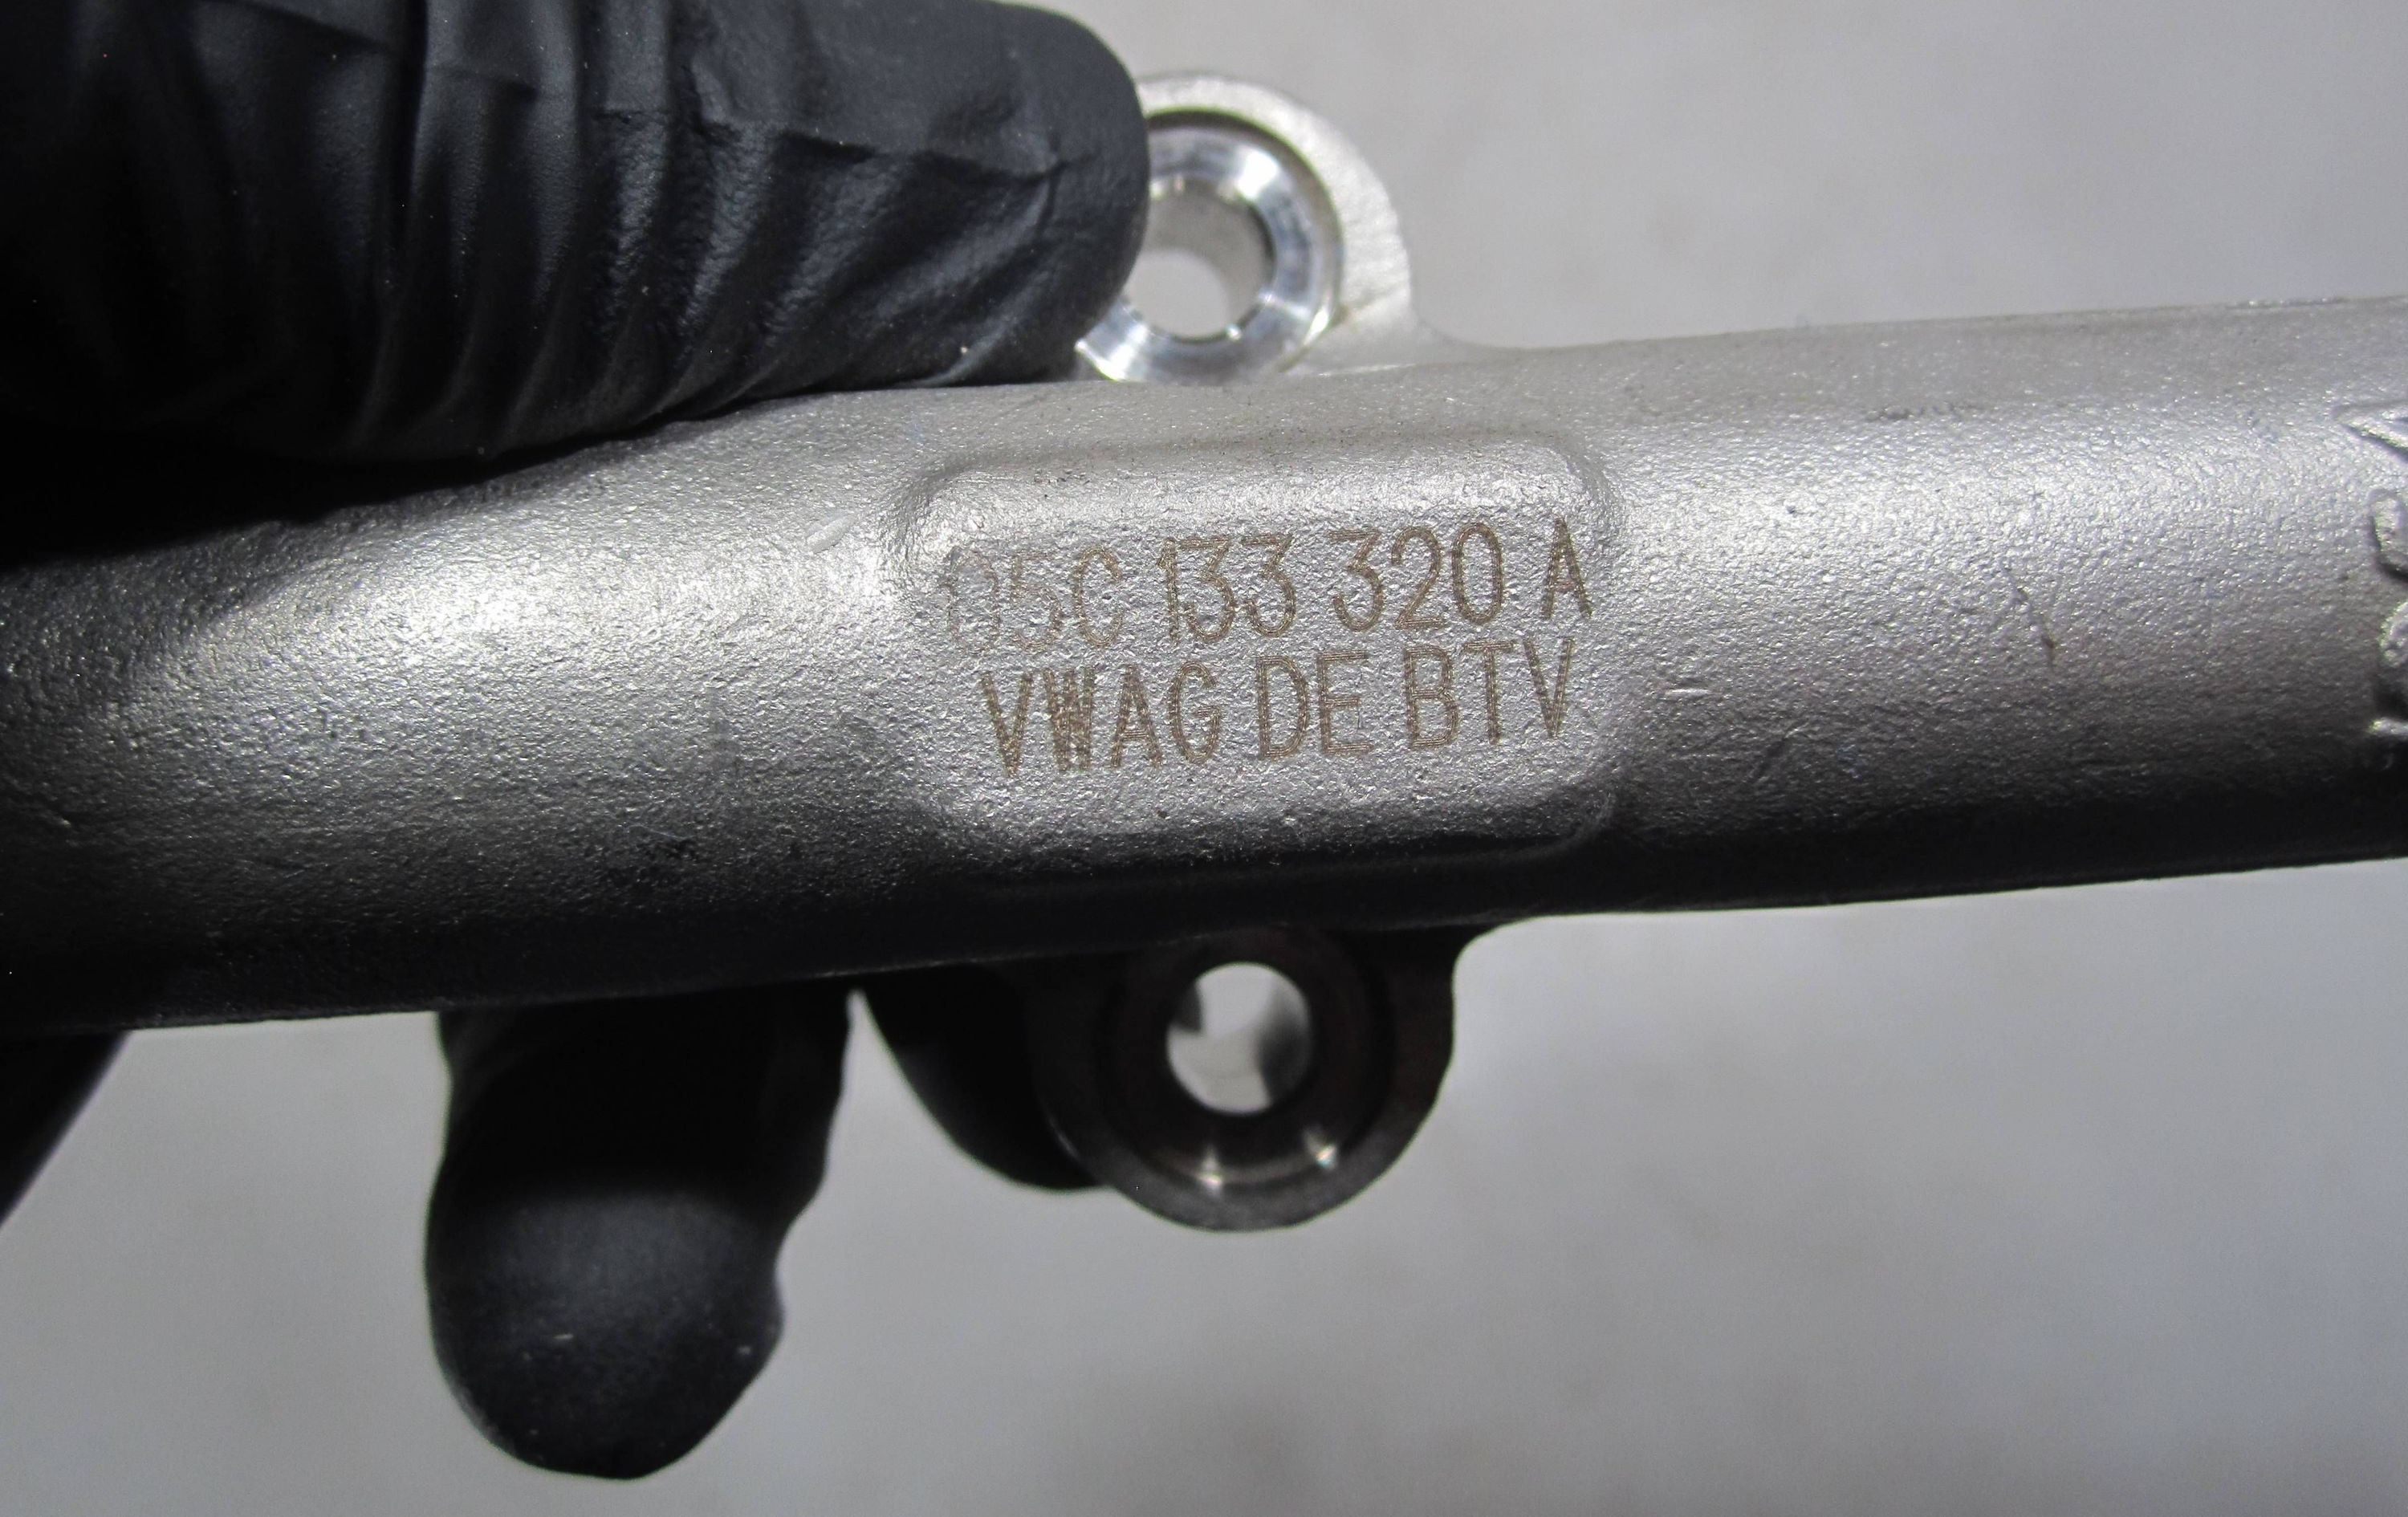 05C 133 320 A
VWAG DE BTV